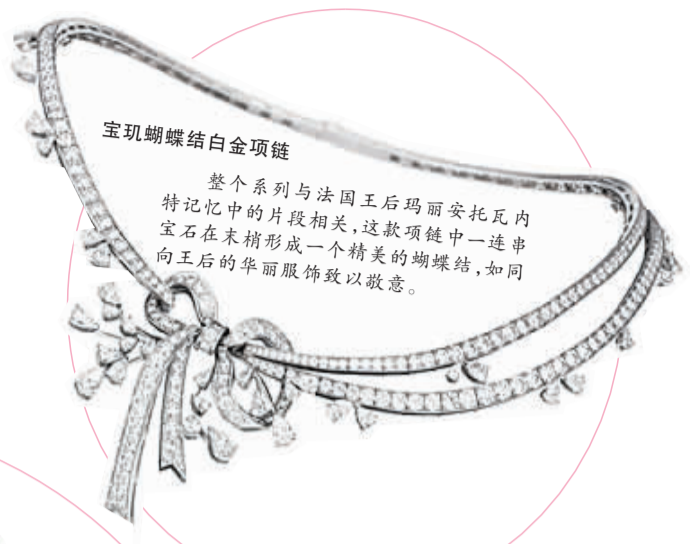 宝玑蝴蝶结白金项链
整个系列与法国王后玛丽安托瓦内
特记忆中的片段相关,这款项链中一连串
宝石在末梢形成一个精美的蝴蝶结,如同
向王后的华丽服饰致以敬意。